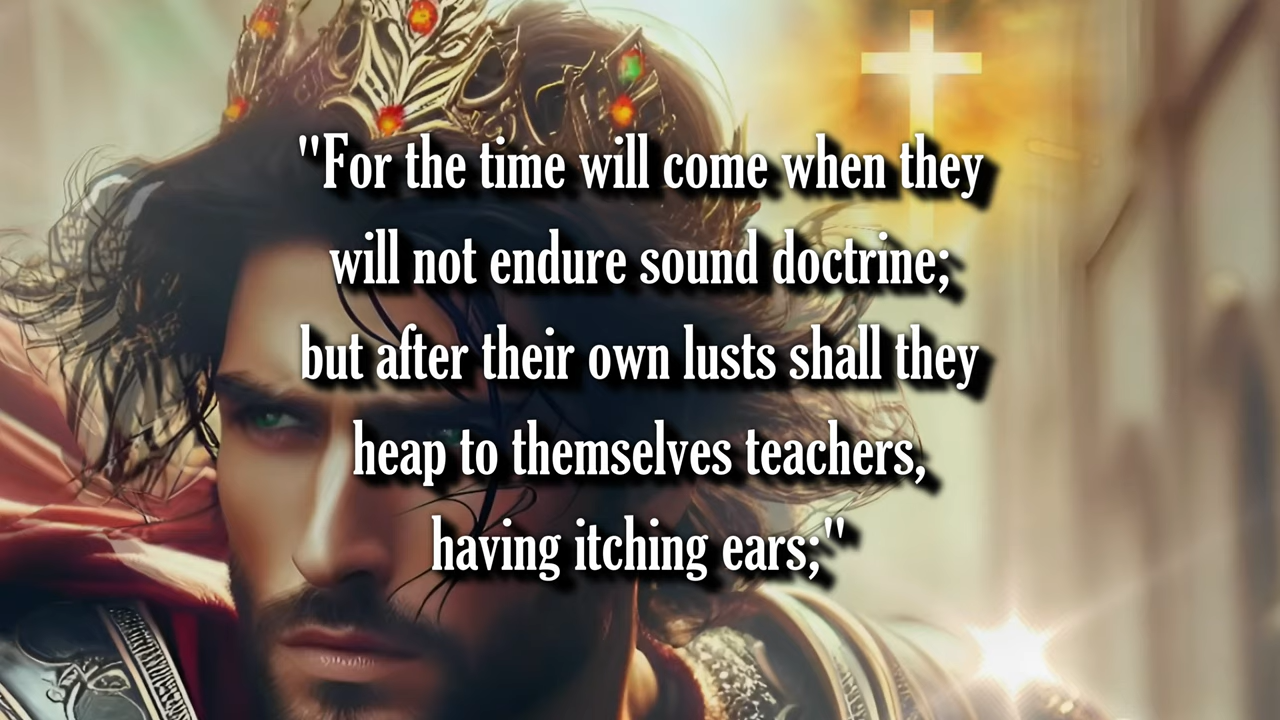 "For the time will come when they
will not endure sound doctrine;
but after their own lusts shall they
heap to themselves teachers,
having itching ears;"